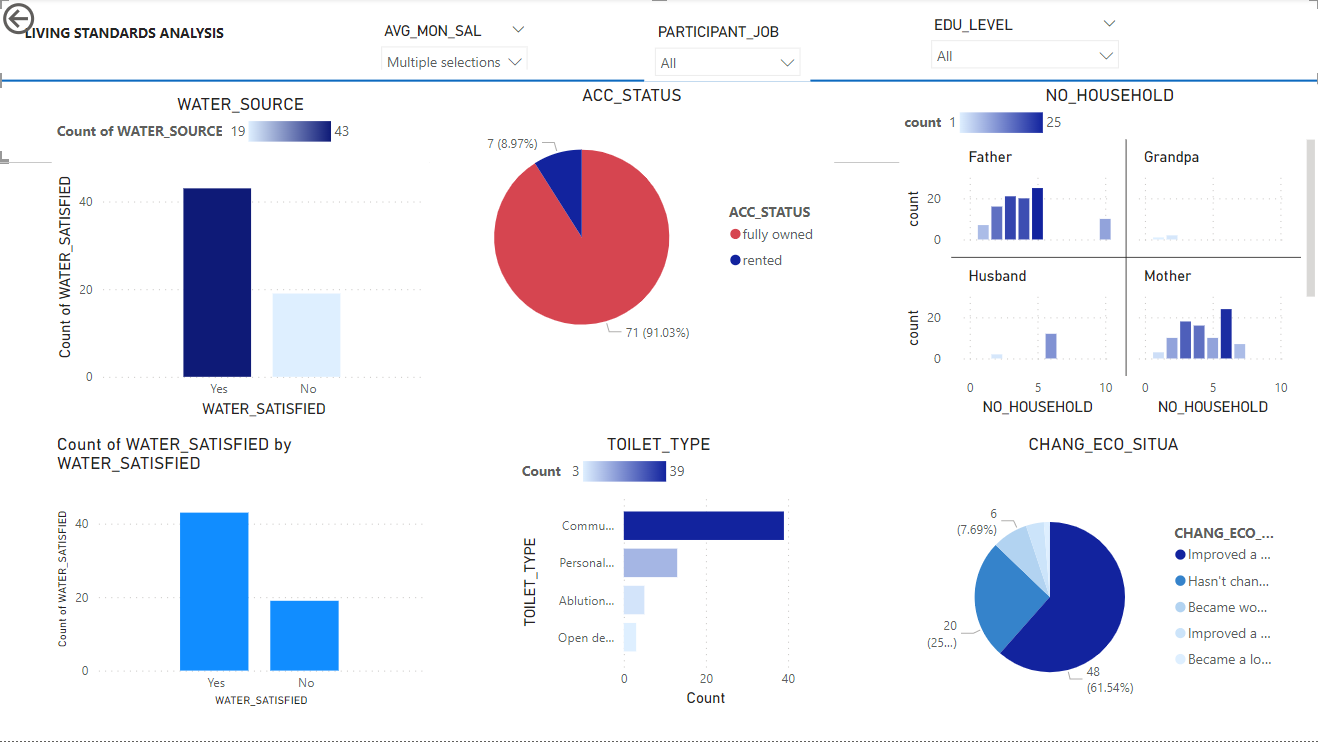 LIVING STANDARDS ANALYSIS
AVG_MON_SAL
Multiple selections
PARTICIPANT_JOB
All
EDU_LEVEL
All
WATER_SOURCE
Count of WATER_SOURCE 19 43
Count of WATER_SATISFIED
40
20
0
Yes No
WATER_SATISFIED
ACC_STATUS
7 (8.97%)
71 (91.03%)
ACC_STATUS
fully owned
rented
NO_HOUSEHOLD
count 1 25
Father Grandpa
count
20
0
Husband Mother
count
20
0
0 5 10 0 5 10
NO_HOUSEHOLD NO_HOUSEHOLD
Count of WATER_SATISFIED by
WATER_SATISFIED
Count of WATER_SATISFIED
40
20
0
Yes No
WATER_SATISFIED
TOILET_TYPE
Count 3 39
TOILET_TYPE
Commu...
Personal...
Ablution...
Open de...
0 20 40
Count
CHANG_ECO_SITUA
6
(7.69%)
20
(25...)
48
(61.54%)
CHANG_ECO_...
Improved a ...
Hasn't chan...
Became wo...
Improved a ...
Became a lo...